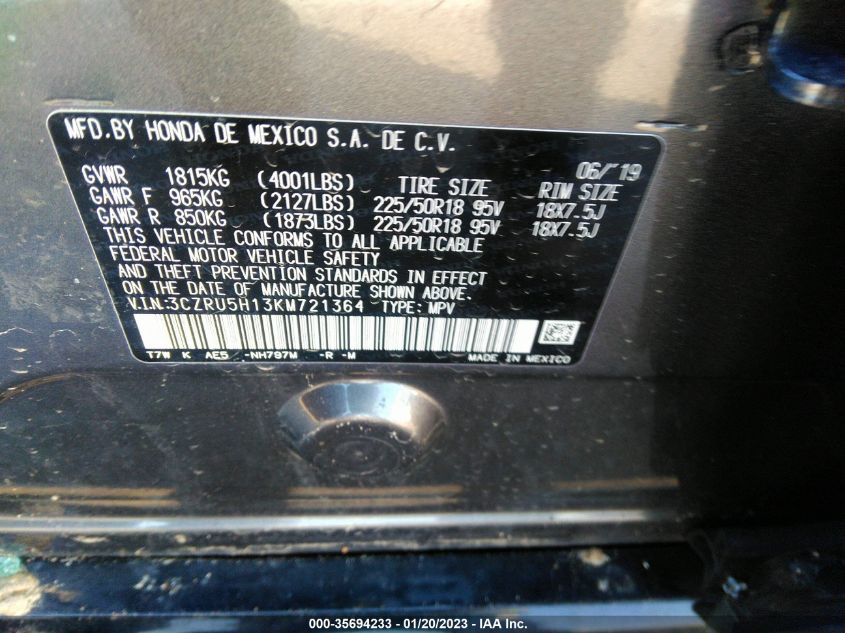 MFD.BY HONDA DE MEXICO S.A. DE C.V.
06/19
GVWR 1815KG (4001LBS) TIRE SIZE RIM SIZE
GAWR F 965KG (2127LBS) 225/50R18 95V 18X7.5J
GAWR R 850KG (1873LBS) 225/50R18 95V 18X7.5J
THIS VEHICLE CONFORMS TO ALL APPLICABLE
FEDERAL MOTOR VEHICLE SAFETY
AND THEFT PREVENTION STANDARDS IN EFFECT
ON THE DATE OF MANUFACTURE SHOWN ABOVE.
V.I.N:3CZRU5H13KM721364 TYPE: MPV
T7W K AE5 -NH797M -R -M MADE IN MEXICO
000-35694233 — 01/20/2023 — © IAA Inc.